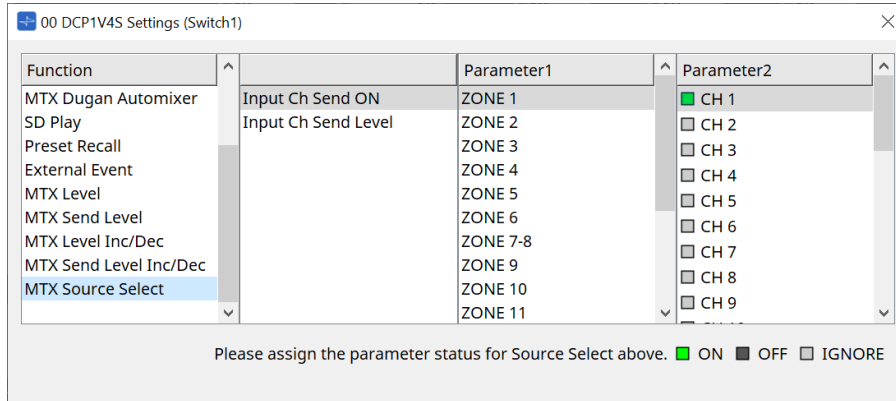 00 DCP1V4S Settings (Switch1)
Function
MTX Dugan Automixer
SD Play
Preset Recall
External Event
MTX Level
MTX Send Level
MTX Level Inc/Dec
MTX Send Level Inc/Dec
MTX Source Select
Input Ch Send ON
Input Ch Send Level
Parameter1
ZONE 1
ZONE 2
ZONE 3
ZONE 4
ZONE 5
ZONE 6
ZONE 7-8
ZONE 9
ZONE 10
ZONE 11
Parameter2
CH 1
CH 2
CH 3
CH 4
CH 5
CH 6
CH 7
CH 8
CH 9
Please assign the parameter status for Source Select above. ON OFF IGNORE